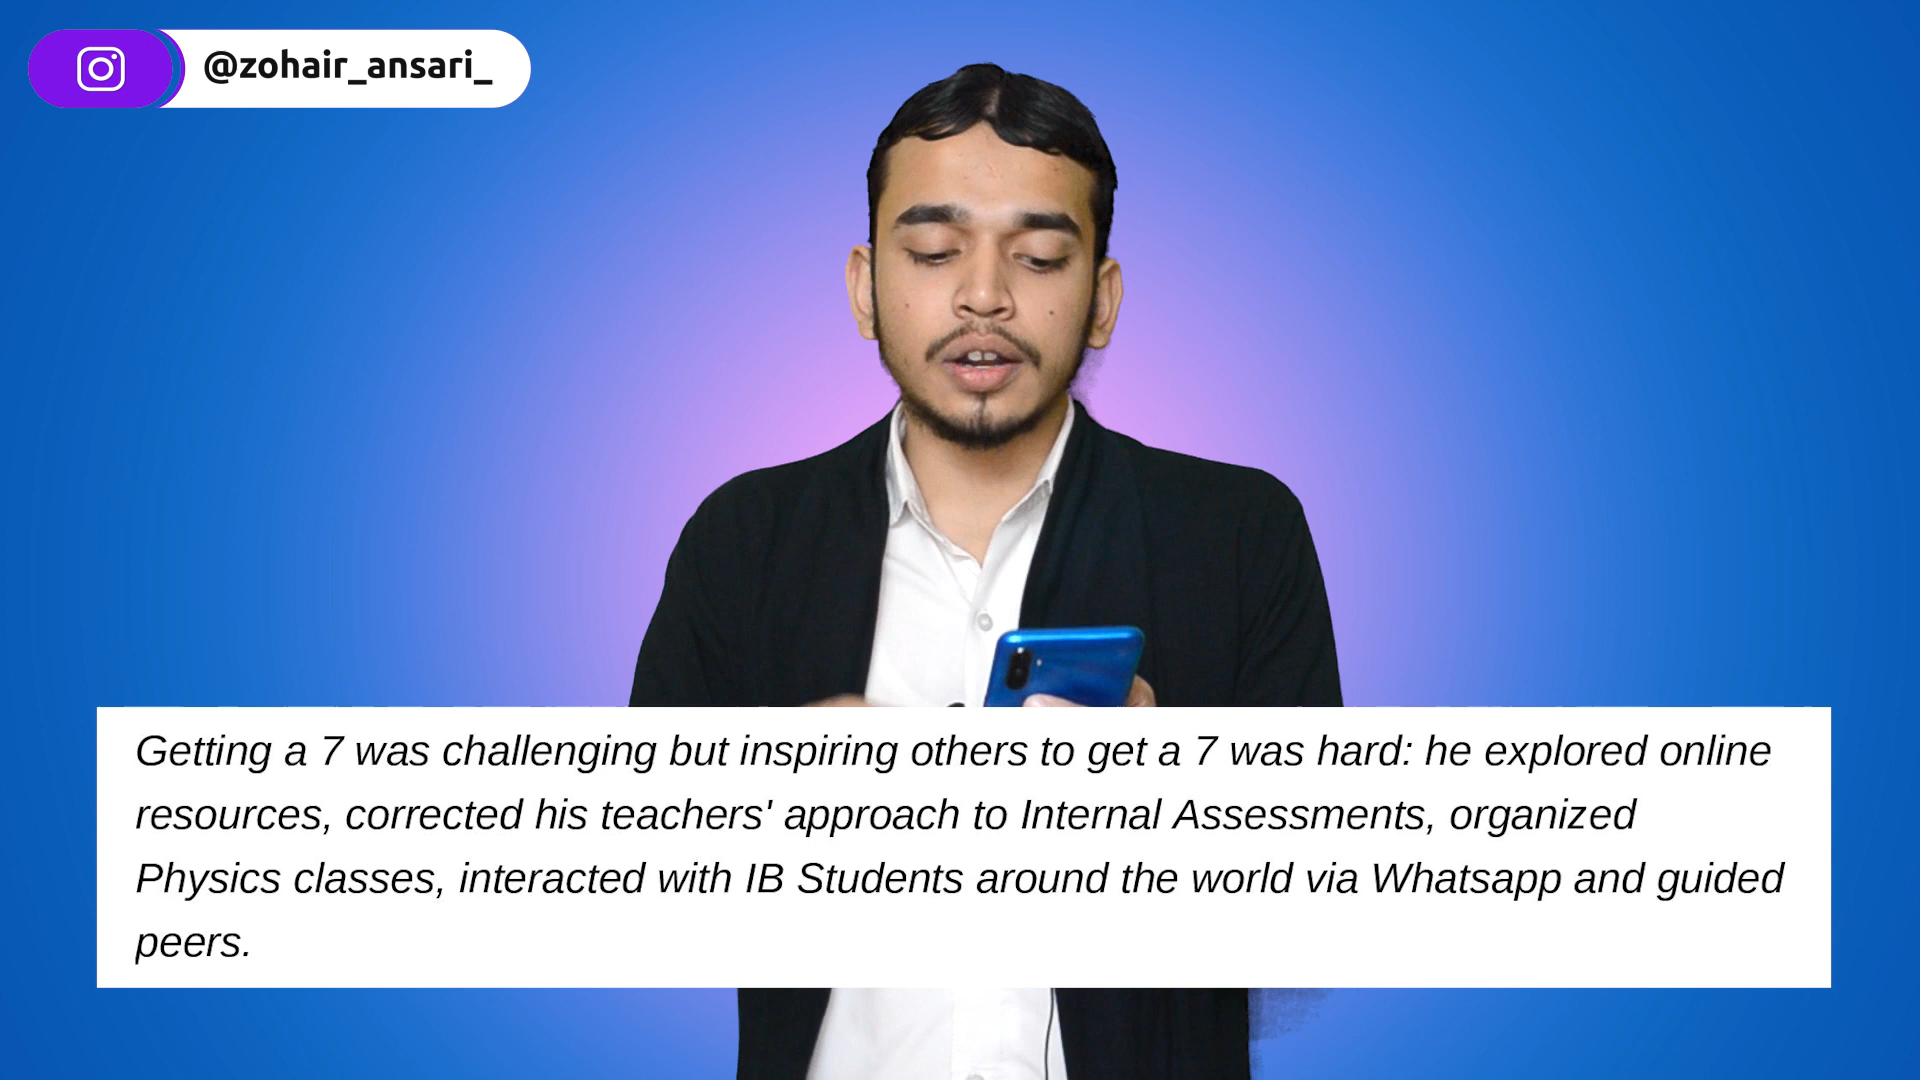 @zohair_ansari_
Getting a 7 was challenging but inspiring others to get a 7 was hard: he explored online
resources, corrected his teachers' approach to Internal Assessments, organized
Physics classes, interacted with IB Students around the world via Whatsapp and guided
peers.